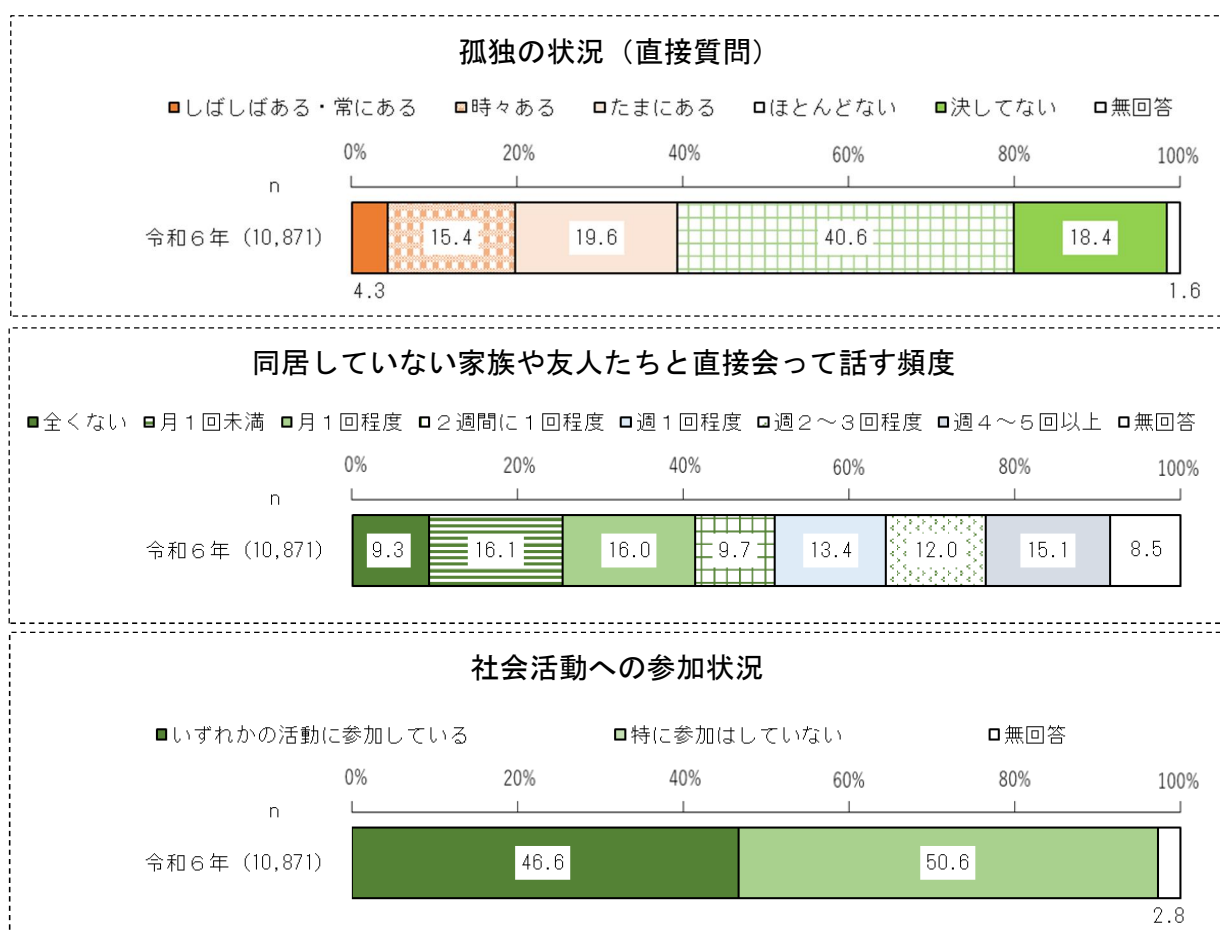 孤独の状況（直接質問）
■しばしばある・常にある ■時々ある □たまにある □ほとんどない ■決してない □無回答
0% 20% 40% 60% 80% 100%
n
令和６年 (10,871) 15.4 19.6 40.6 18.4
4.3 1.6
同居していない家族や友人たちと直接会って話す頻度
■全くない ■月１回未満 ■月１回程度 □２週間に１回程度 □週１回程度 □週２～３回程度 □週４～５回以上 □無回答
0% 20% 40% 60% 80% 100%
n
令和６年 (10,871) 9.3 16.1 16.0 9.7 13.4 12.0 15.1 8.5
社会活動への参加状況
■いずれかの活動に参加している ■特に参加はしていない □無回答
0% 20% 40% 60% 80% 100%
n
令和６年 (10,871) 46.6 50.6
2.8